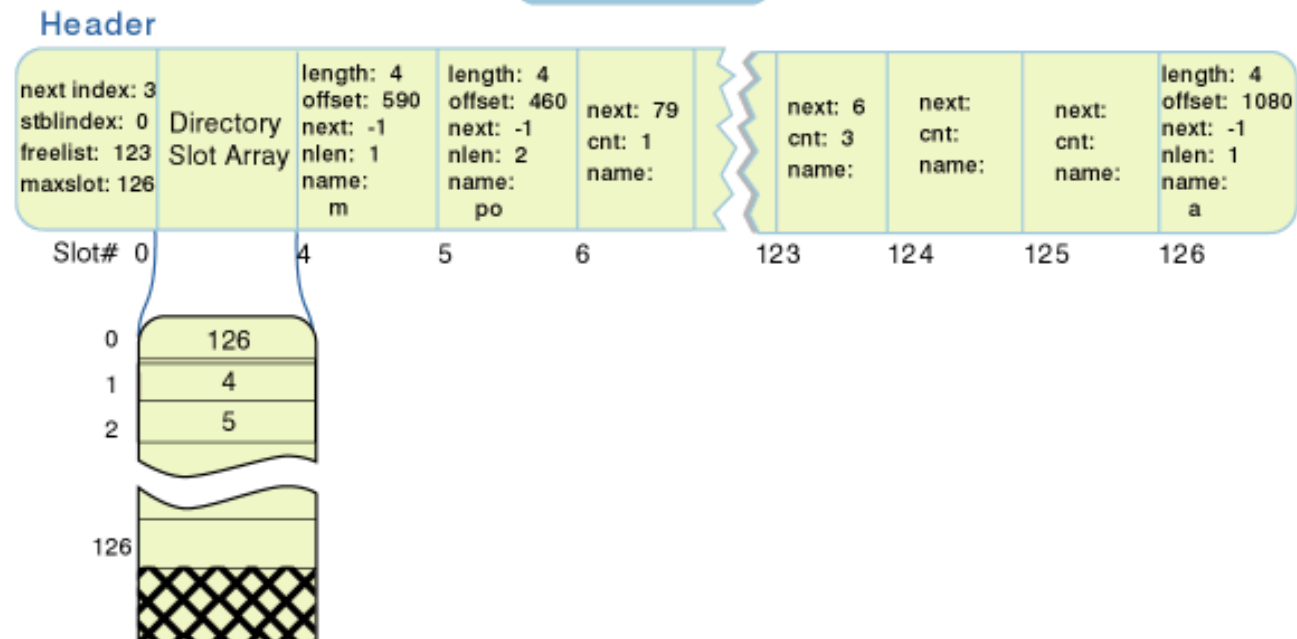 Header
next index: 3
stblindex: 0
freelist: 123
maxslot: 126
Directory
Slot Array
length: 4
offset: 590
next: -1
nlen: 1
name:
m
length: 4
offset: 460
next: -1
nlen: 2
name:
po
next: 79
cnt: 1
name:
next: 6
cnt: 3
name:
next:
cnt:
name:
next:
cnt:
name:
length: 4
offset: 1080
next: -1
nlen: 1
name:
a
Slot# 0 4 5 6 123 124 125 126
0 126
1 4
2 5
126